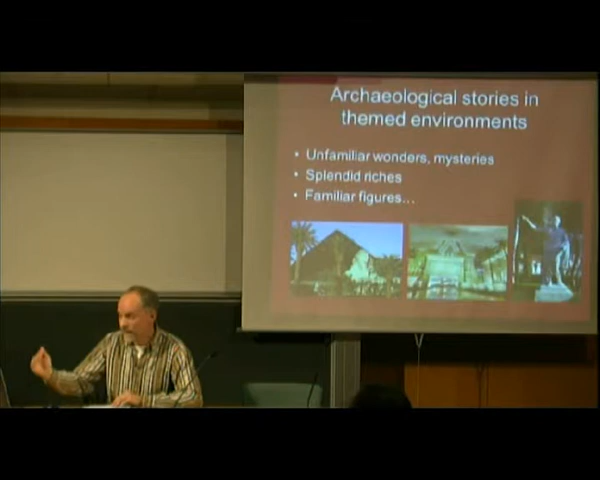 Archaeological stories in
themed environments
• Unfamiliar wonders, mysteries
• Splendid riches
• Familiar figures…